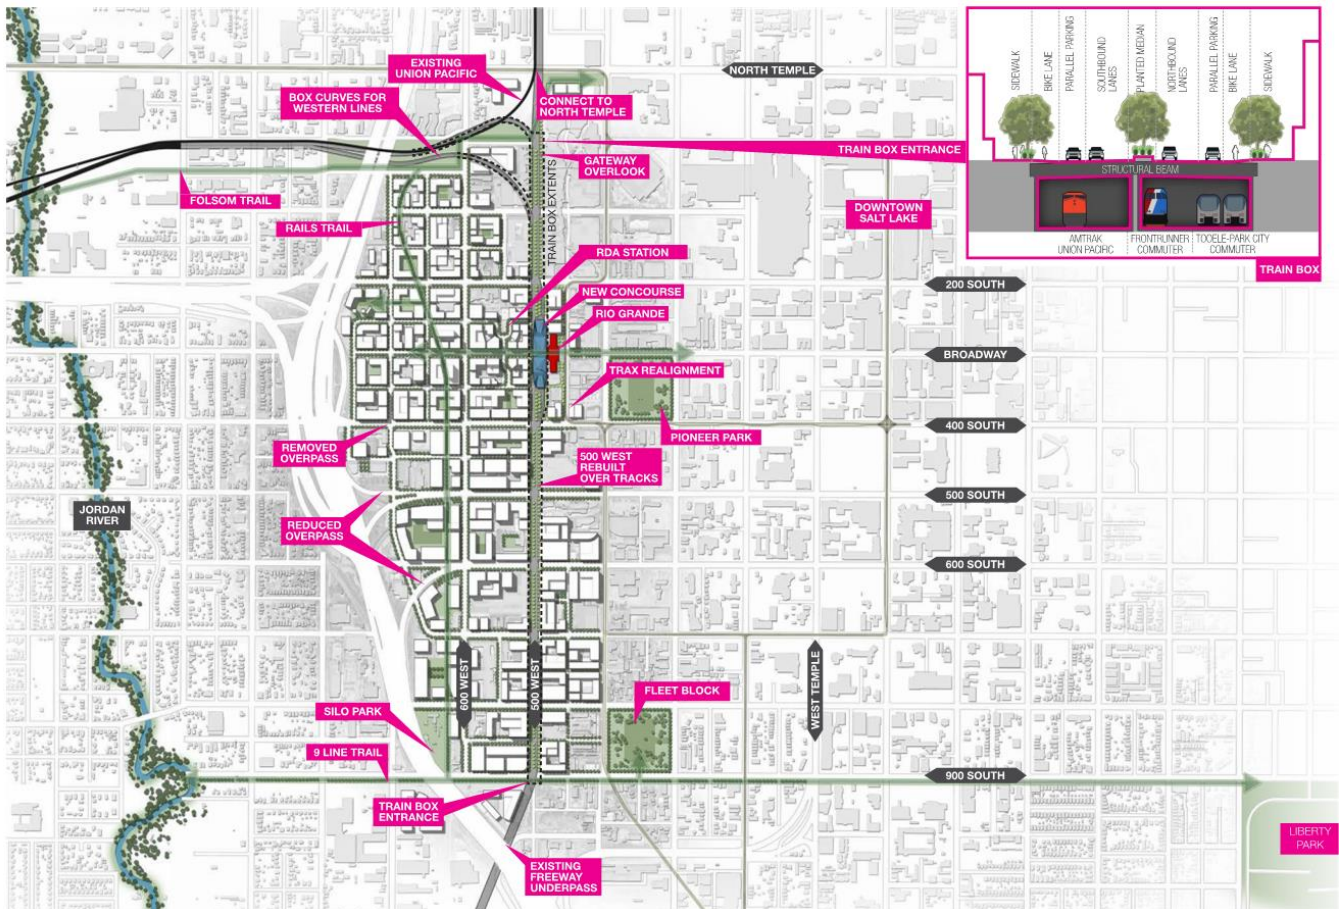 EXISTING
UNION PACIFIC
BOX CURVES FOR
WESTERN LINES
CONNECT TO
NORTH TEMPLE
NORTH TEMPLE
TRAIN BOX ENTRANCE
GATEWAY
OVERLOOK
TRAIN BOX EXTENTS
FOLSOM TRAIL
RAILS TRAIL
DOWNTOWN
SALT LAKE
RDA STATION
NEW CONCOURSE
RIO GRANDE
TRAX REALIGNMENT
PIONEER PARK
REMOVED
OVERPASS
500 WEST
REBUILT
OVER TRACKS
JORDAN
RIVER
REDUCED
OVERPASS
200 SOUTH
BROADWAY
400 SOUTH
500 SOUTH
600 SOUTH
600 WEST
500 WEST
WEST TEMPLE
FLEET BLOCK
SILO PARK
9 LINE TRAIL
900 SOUTH
TRAIN BOX
ENTRANCE
EXISTING
FREEWAY
UNDERPASS
LIBERTY
PARK
SIDEWALK
BIKE LANE
PARALLEL PARKING
SOUTHBOUND
LANES
PLANTED MEDIAN
NORTHBOUND
LANES
PARALLEL PARKING
BIKE LANE
SIDEWALK
STRUCTURAL BEAM
AMTRAK
UNION PACIFIC
FRONTRUNNER
COMMUTER
TOOELE-PARK CITY
COMMUTER
TRAIN BOX